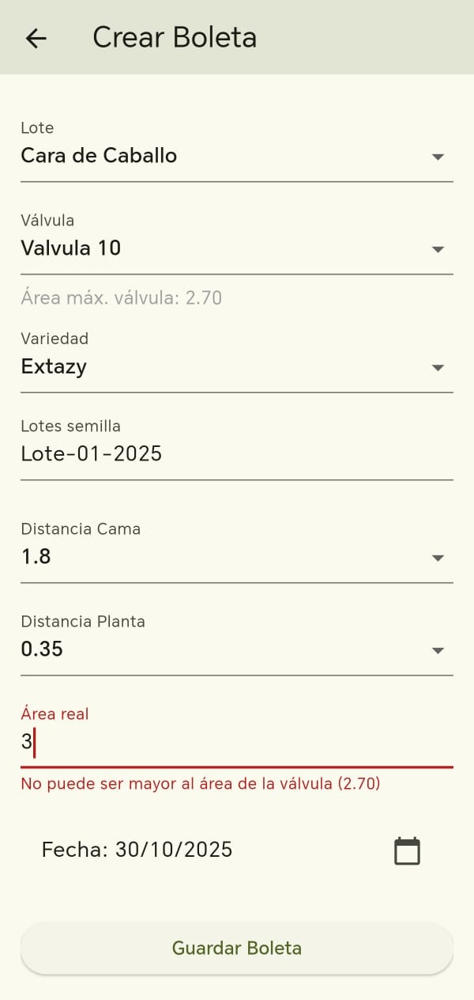 Crear Boleta
Lote
Cara de Caballo
Válvula
Valvula 10
Área máx. válvula: 2.70
Variedad
Extazy
Lotes semilla
Lote-01-2025
Distancia Cama
1.8
Distancia Planta
0.35
Área real
3
No puede ser mayor al área de la válvula (2.70)
Fecha: 30/10/2025
Guardar Boleta